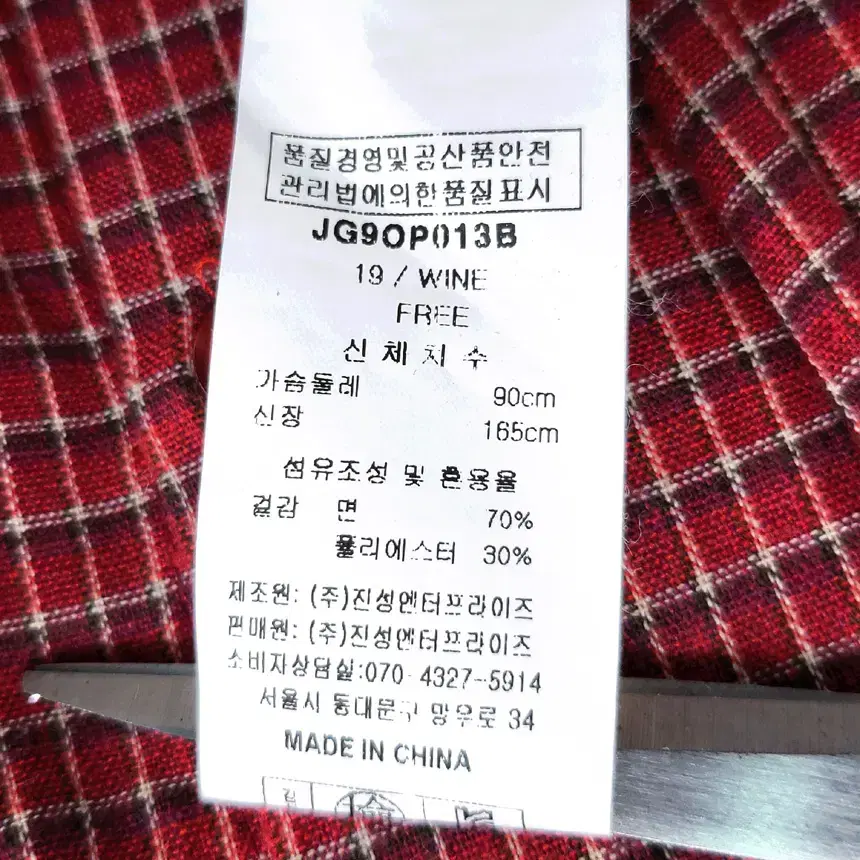 품질경영및공산품안전
관리법에의한품질표시
JG9OP013B
19 / WINE
FREE
신 체 치 수
가슴둘레 90cm
신장 165cm
섬유조성 및 혼용율
겉감 면 70%
폴리에스터 30%
제조원: (주)진성엔터프라이즈
판매원: (주)진성엔터프라이즈
소비자상담실:070-4327-5914
서울시 동대문구 망우로 34
MADE IN CHINA